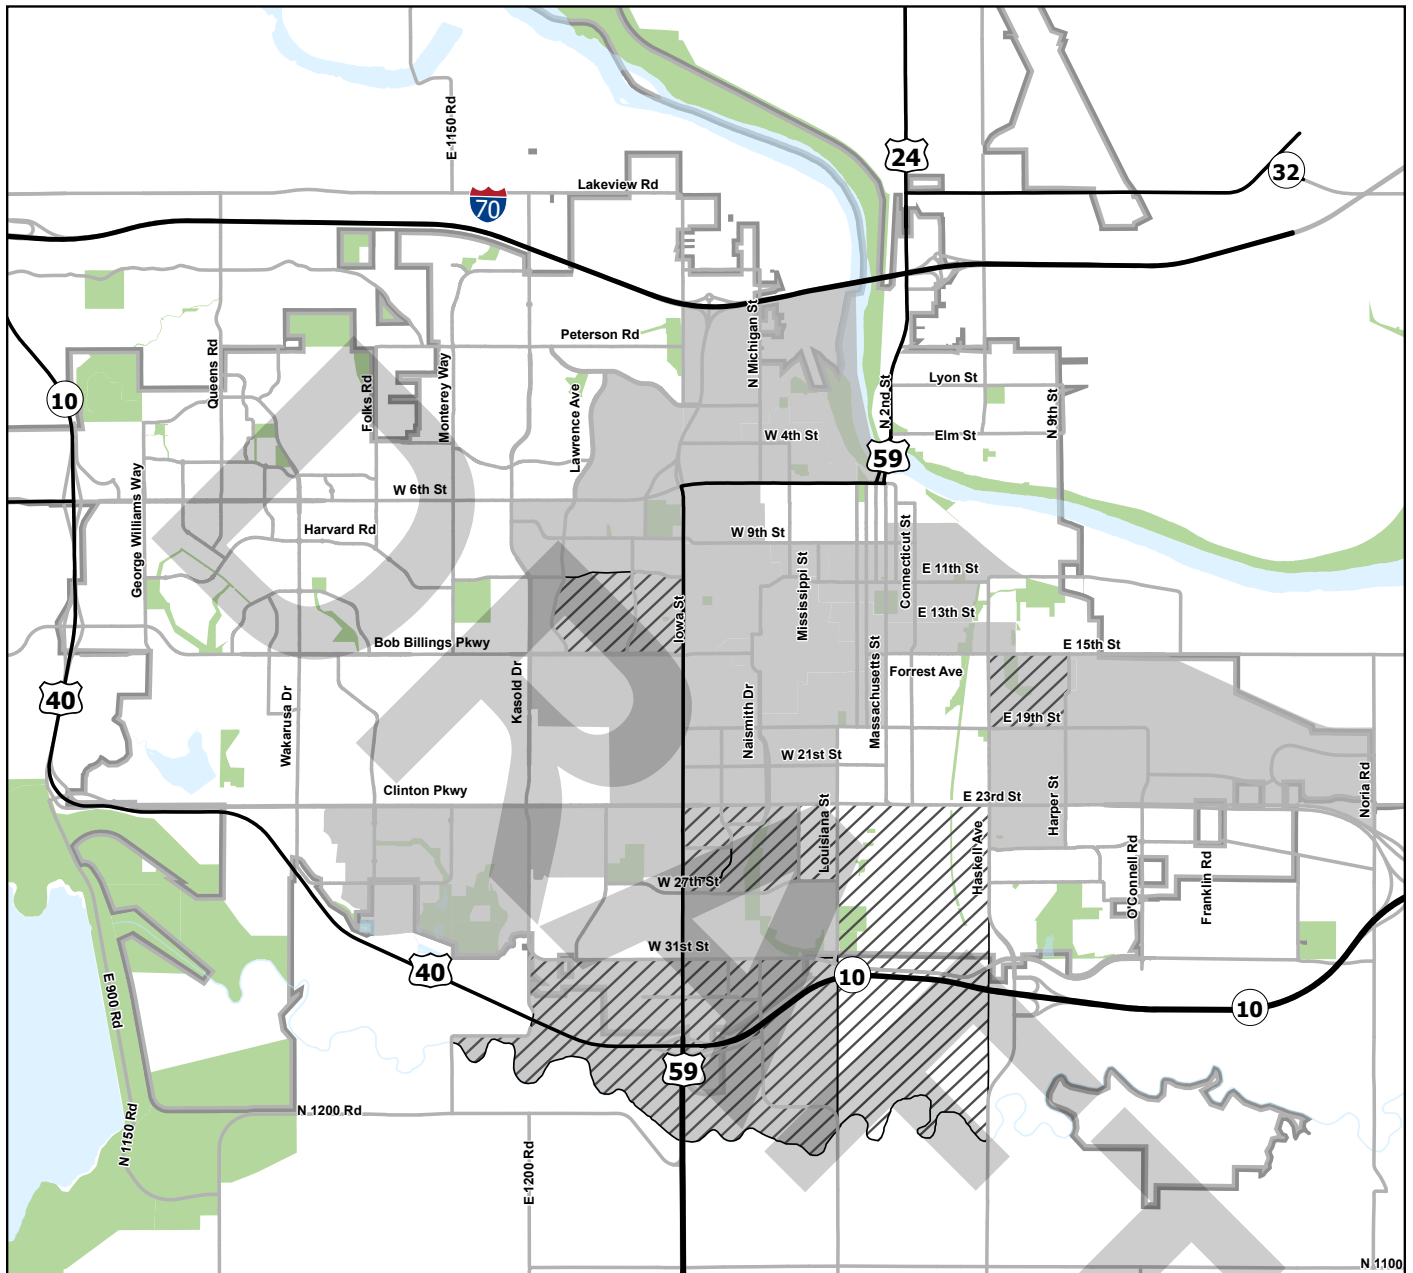 E 1150 Rd
24
32
Lakeview Rd
70
Peterson Rd
N Michigan St
Queens Rd
Folks Rd
Monterey Way
Lawrence Ave
N 2nd St
Lyon St
N 9th St
10
W 4th St
Elm St
59
George Williams Way
W 6th St
Harvard Rd
W 9th St
Connecticut St
Mississippi St
E 11th St
Iowa St
E 13th St
Bob Billings Pkwy
Massachusetts St
E 15th St
Forrest Ave
40
Wakarusa Dr
Kasold Dr
Naismith Dr
E 19th St
W 21st St
Clinton Pkwy
E 23rd St
Louisiana St
Harper St
Noria Rd
Haskell Ave
O'Connell Rd
Franklin Rd
W 27th St
W 31st St
40
10
10
E 900 Rd
59
N 1200 Rd
N 1150 Rd
E 1200 Rd
N 1100
DRAFT